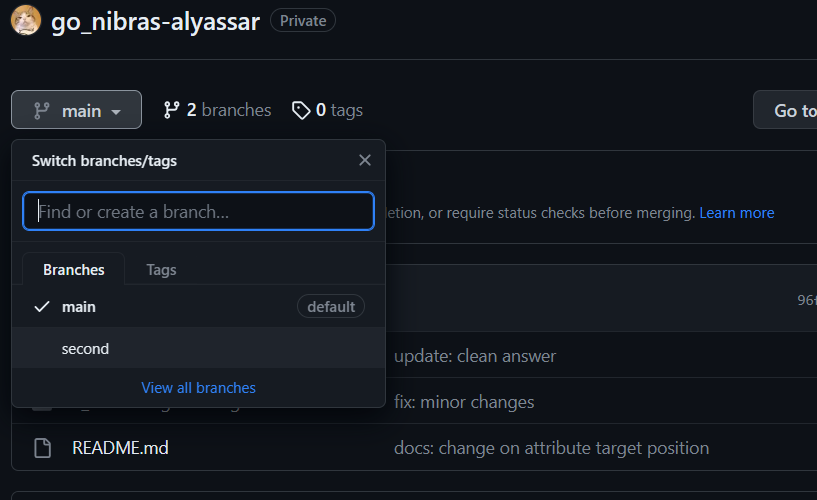 go_nibras-alyassar Private
main 2 branches 0 tags Go to
Switch branches/tags
Find or create a branch...
etion, or require status checks before merging. Learn more
Branches Tags
main default
96f
second
update: clean answer
View all branches
fix: minor changes
README.md docs: change on attribute target position